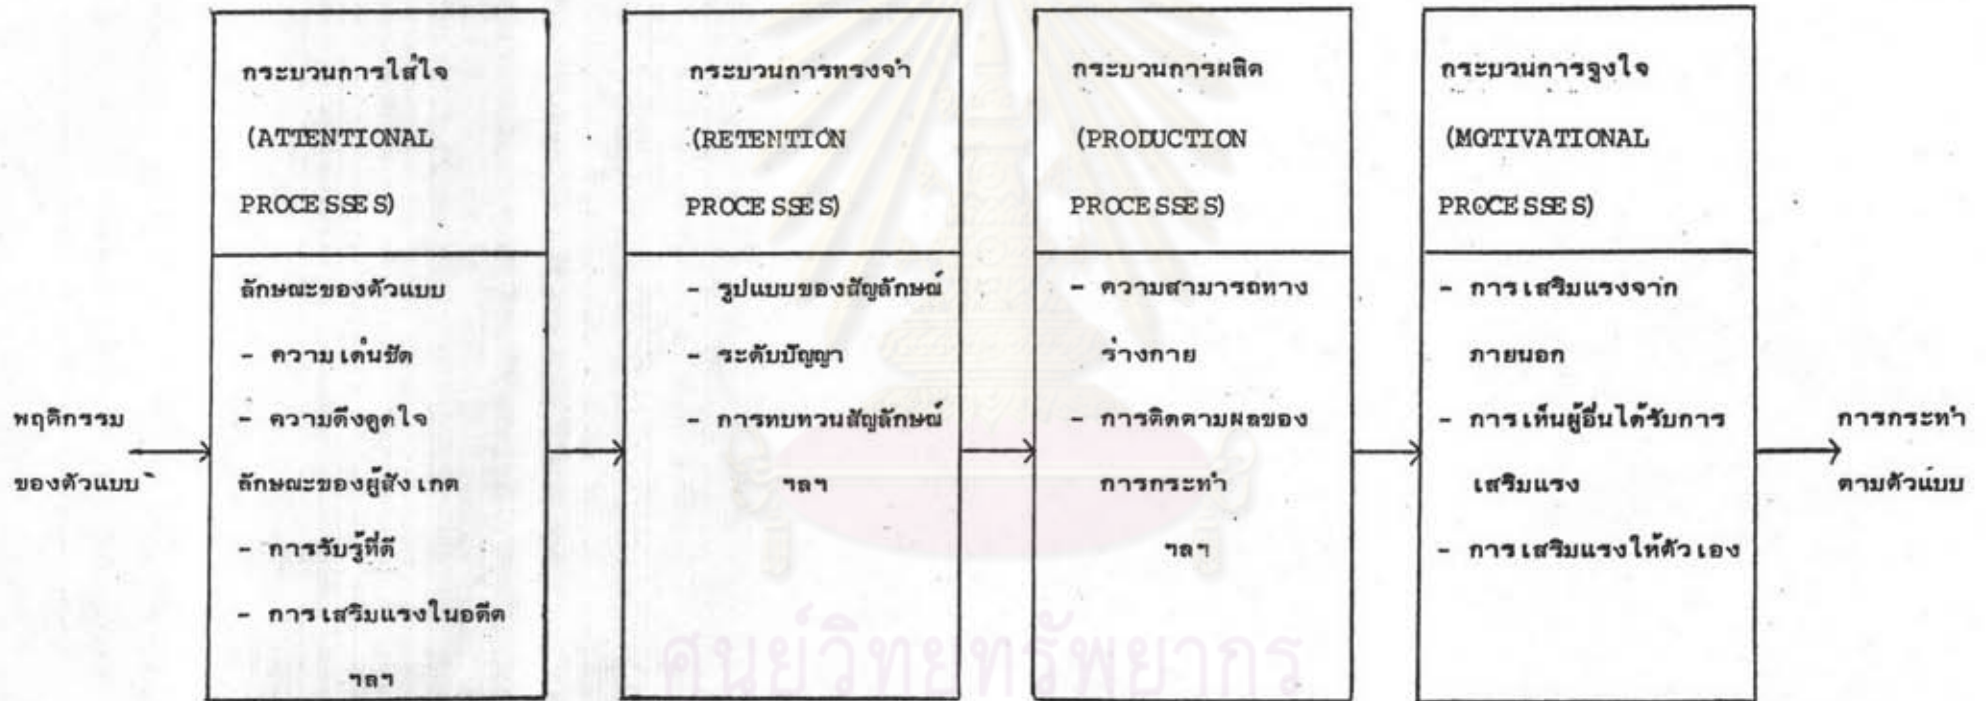 พฤติกรรม
ของตัวแบบ
กระบวนการใส่ใจ
(ATTENTIONAL
PROCESSES)
ลักษณะของตัวแบบ
- ความเด่นชัด
- ความดึงดูดใจ
ลักษณะของผู้สังเกต
- การรับรู้ที่ดี
- การเสริมแรงในอดีต
ฯลฯ
กระบวนการทรงจำ
(RETENTION
PROCESSES)
- รูปแบบของสัญลักษณ์
- ระดับปัญญา
- การทบทวนสัญลักษณ์
ฯลฯ
กระบวนการผลิต
(PRODUCTION
PROCESSES)
- ความสามารถทาง
ร่างกาย
- การติดตามผลของ
การกระทำ
ฯลฯ
กระบวนการจูงใจ
(MOTIVATIONAL
PROCESSES)
- การเสริมแรงจาก
ภายนอก
- การเห็นผู้อื่นได้รับการ
เสริมแรง
- การเสริมแรงให้ตัวเอง
การกระทำ
ตามตัวแบบ
ศูนย์วิทยทรัพยากร